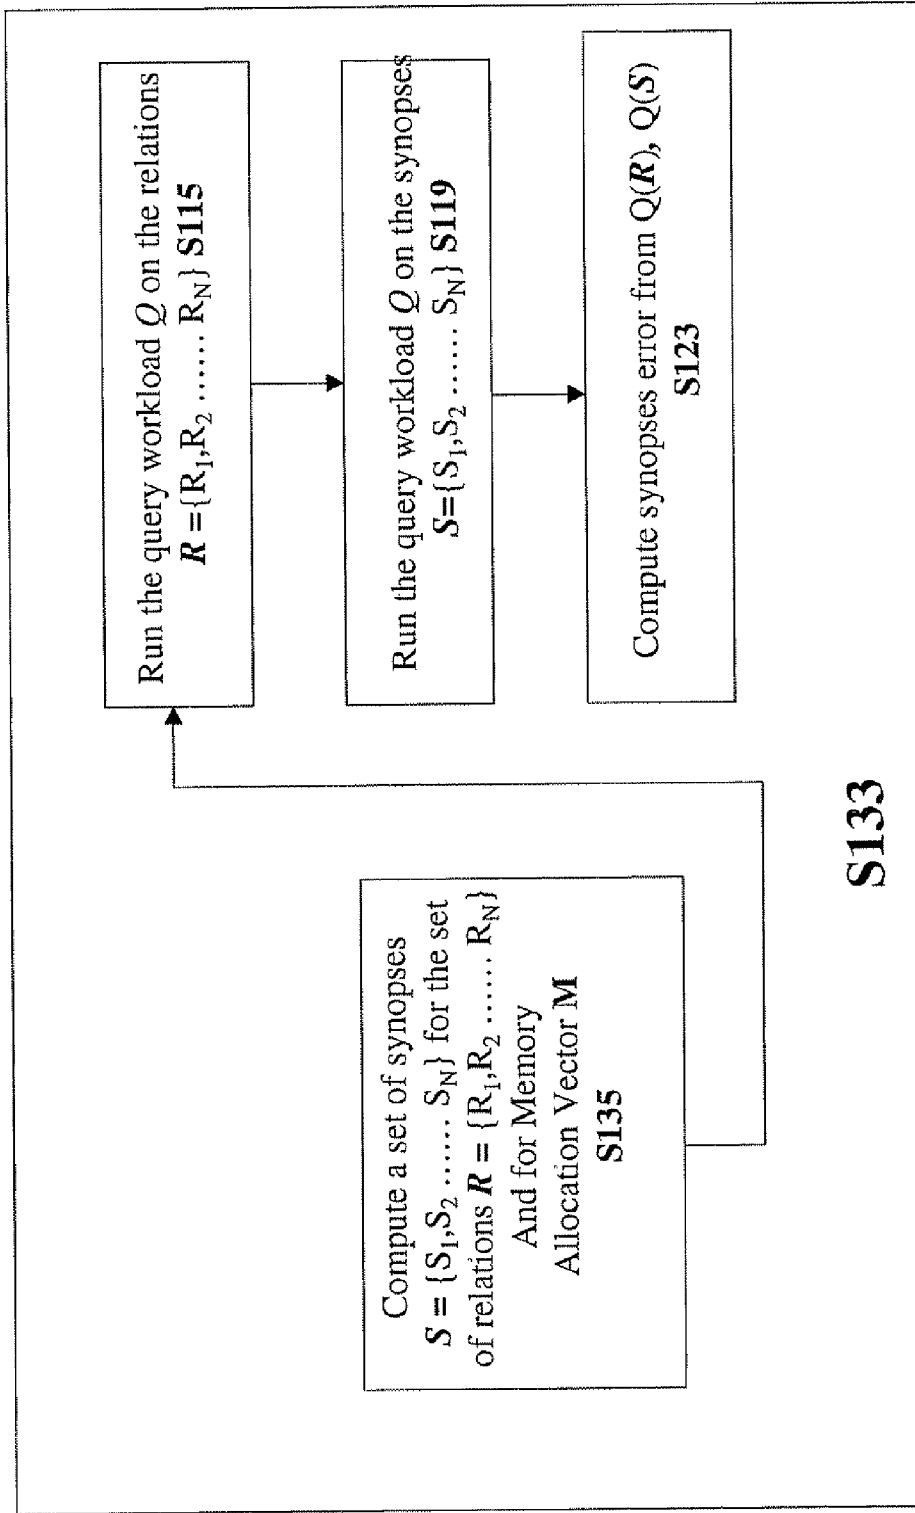 Compute a set of synopses
S = {S1,S2 ....... SN} for the set
of relations R = {R1,R2 ...... RN}
And for Memory
Allocation Vector M
S135
Run the query workload Q on the relations
R ={R1,R2 ...... RN} S115
Run the query workload Q on the synopses
S={S1,S2 ....... SN} S119
Compute synopses error from Q(R), Q(S)
S123
S133